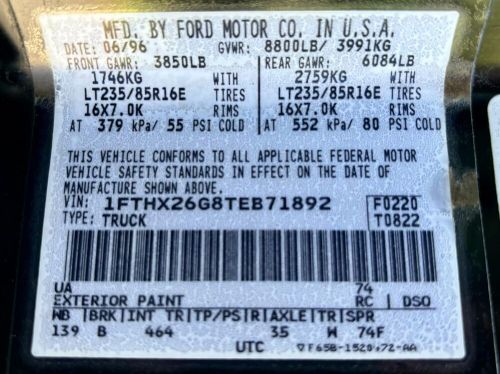 MFD. BY FORD MOTOR CO. IN U.S.A.
DATE: 06/96 GVWR: 8800LB/ 3991KG
FRONT GAWR: 3850LB REAR GAWR: 6084LB
1746KG WITH 2759KG WITH
LT235/85R16E TIRES LT235/85R16E TIRES
16X7.0K RIMS 16X7.0K RIMS
AT 379 kPa/ 55 PSI COLD AT 552 kPa/ 80 PSI COLD
THIS VEHICLE CONFORMS TO ALL APPLICABLE FEDERAL MOTOR
VEHICLE SAFETY STANDARDS IN EFFECT ON THE DATE OF
MANUFACTURE SHOWN ABOVE.
VIN: 1FTHX26G8TEB71892 F0220
TYPE: TRUCK T0822
UA 74
EXTERIOR PAINT RC | DSO
WB |BRK|INT TR|TP/PS|R|AXLE|TR|SPR
139 B 464 35 W 74F
UTC ▽F65B-1520472-AA